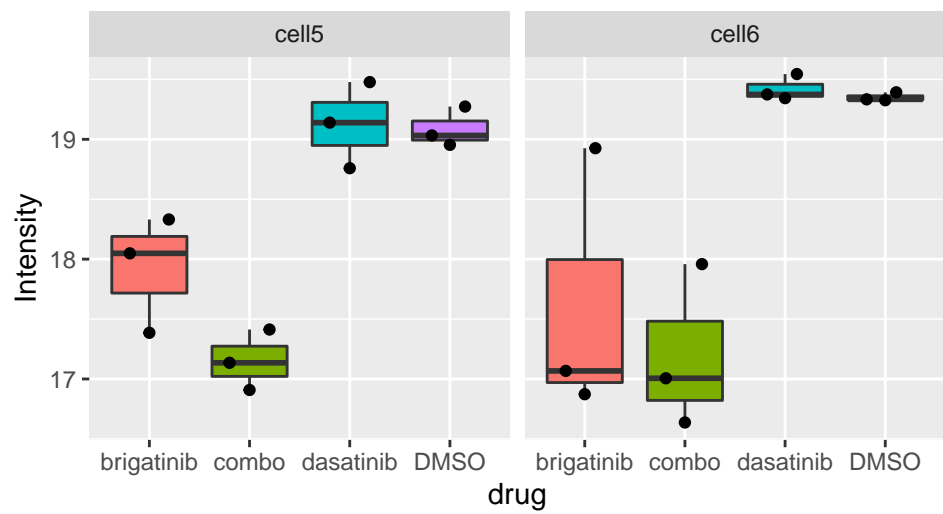 cell5 cell6
19
18
17
Intensity
brigatinib combo dasatinib DMSO brigatinib combo dasatinib DMSO
drug